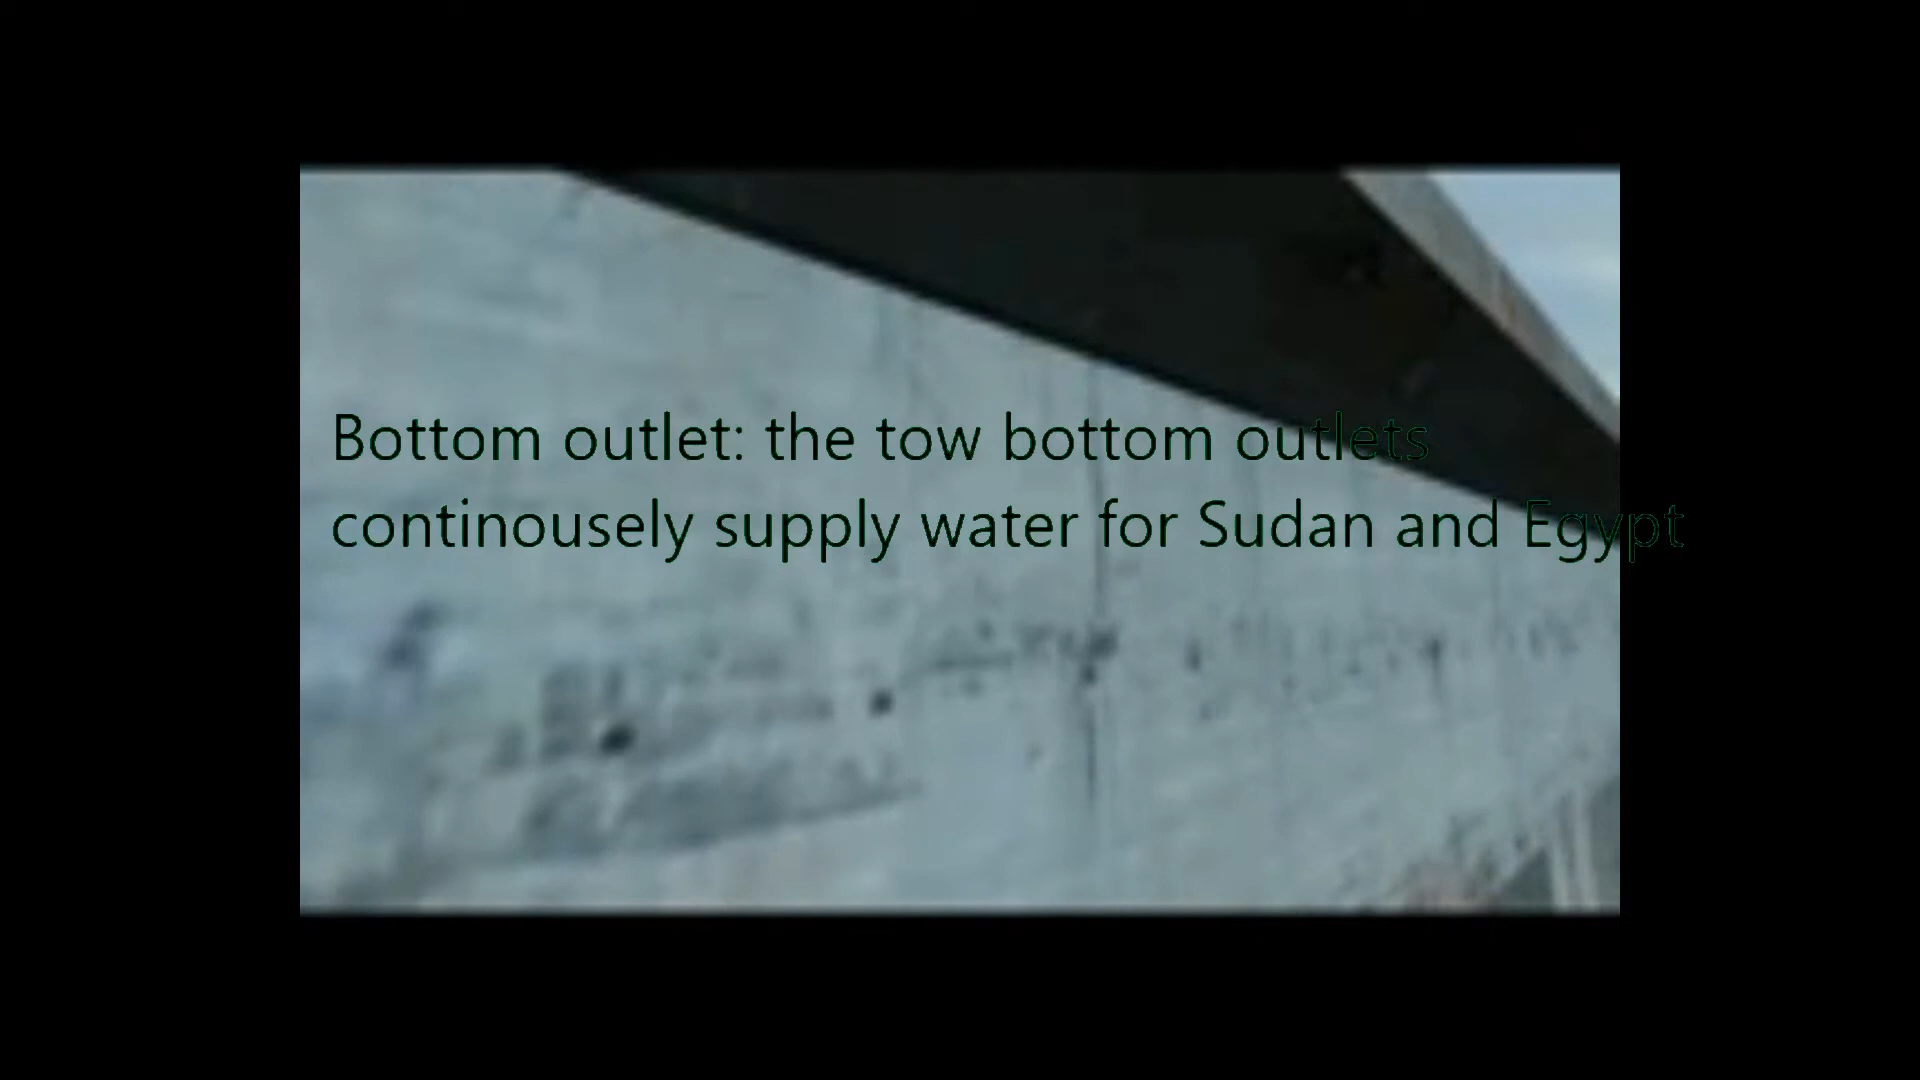 Bottom outlet: the tow bottom outlets
continousely supply water for Sudan and Egypt